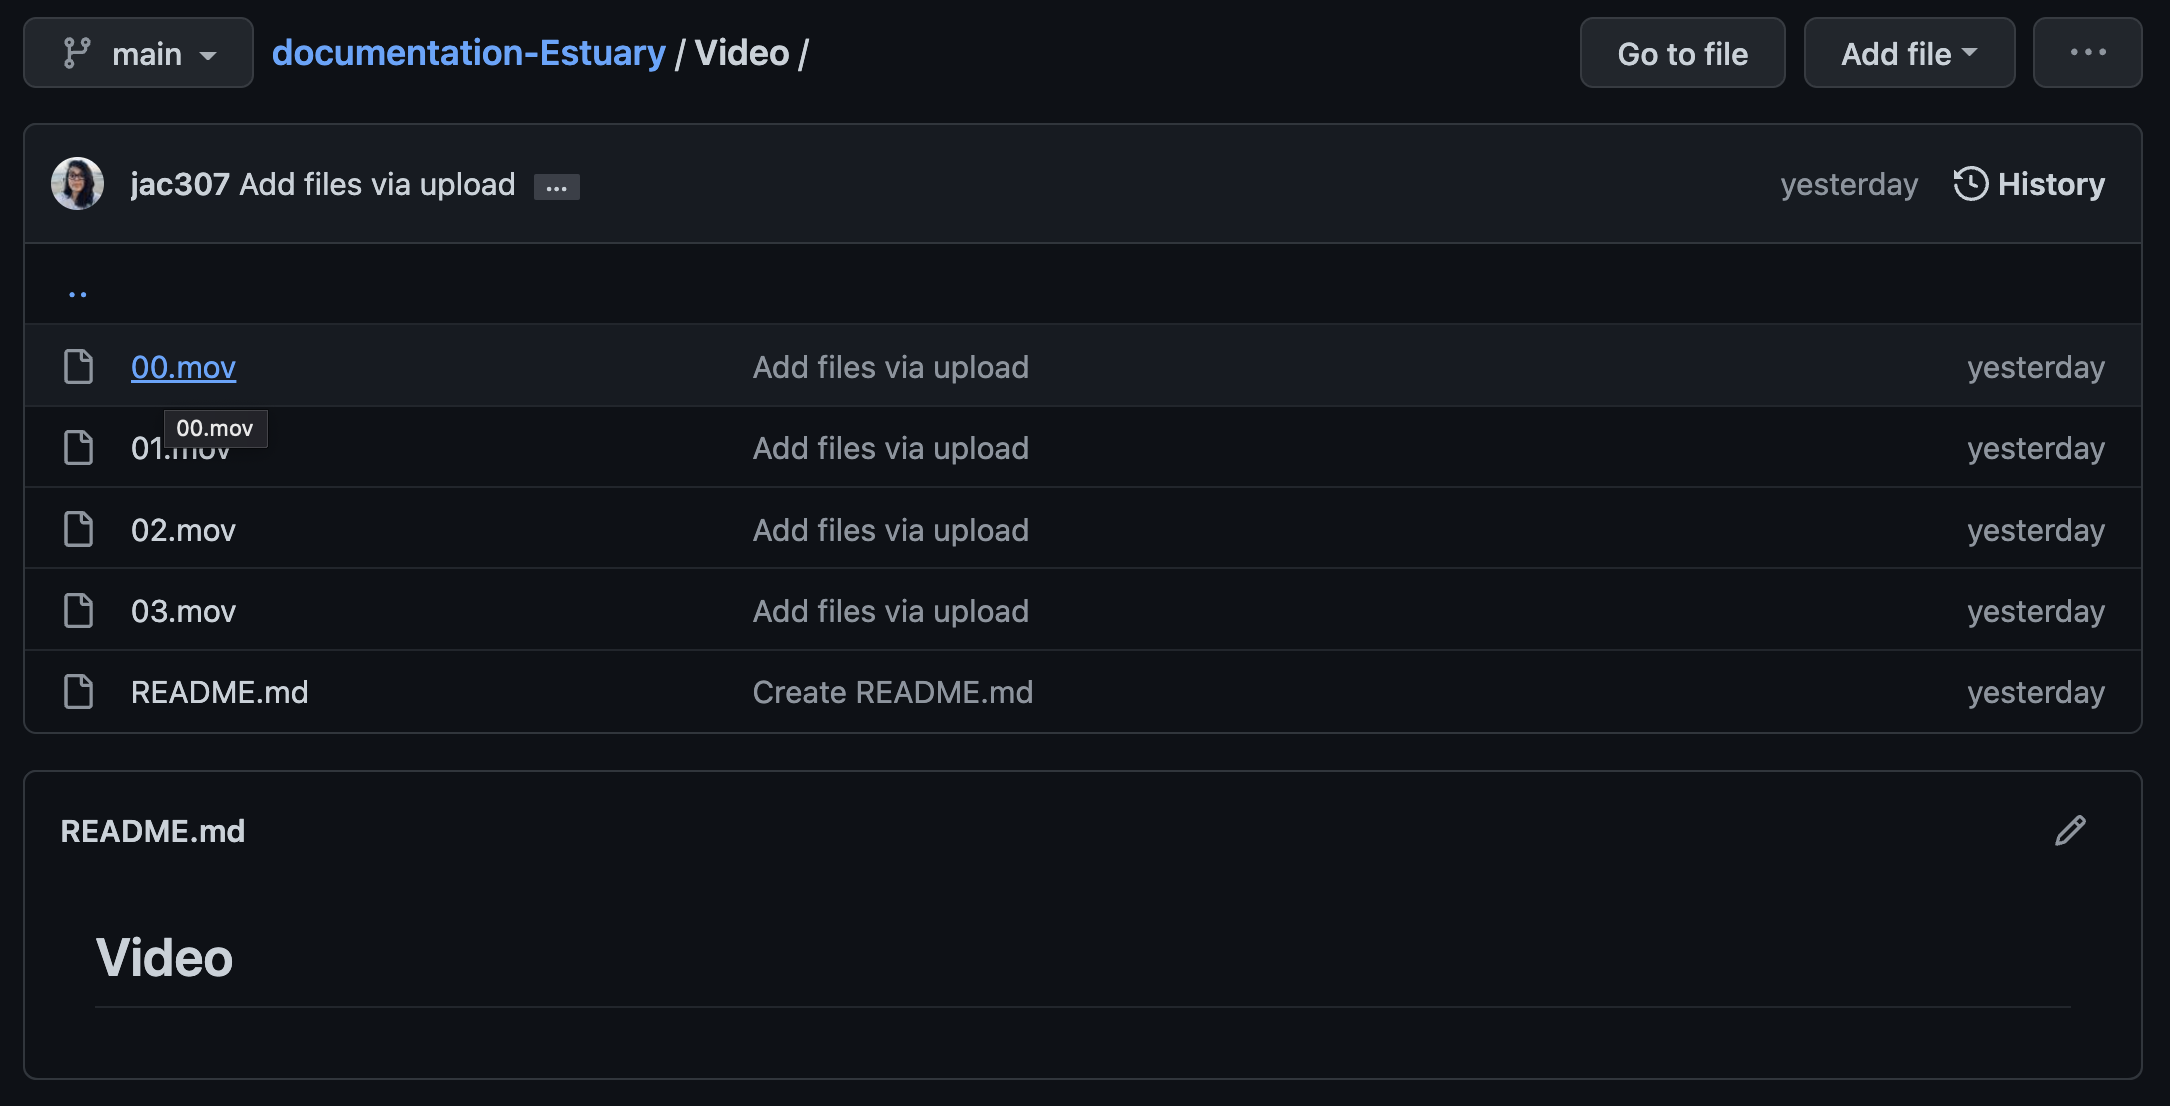 main documentation-Estuary / Video / Go to file Add file ...
jac307 Add files via upload ... yesterday History
..
00.mov Add files via upload yesterday
00.mov
01.mov Add files via upload yesterday
02.mov Add files via upload yesterday
03.mov Add files via upload yesterday
README.md Create README.md yesterday
README.md
Video